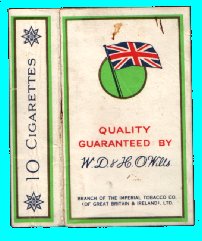 10 CIGARETTES
QUALITY
GUARANTEED BY
W.D. & H.O. Wills
BRANCH OF THE IMPERIAL TOBACCO CO.
(OF GREAT BRITAIN & IRELAND), LTD.